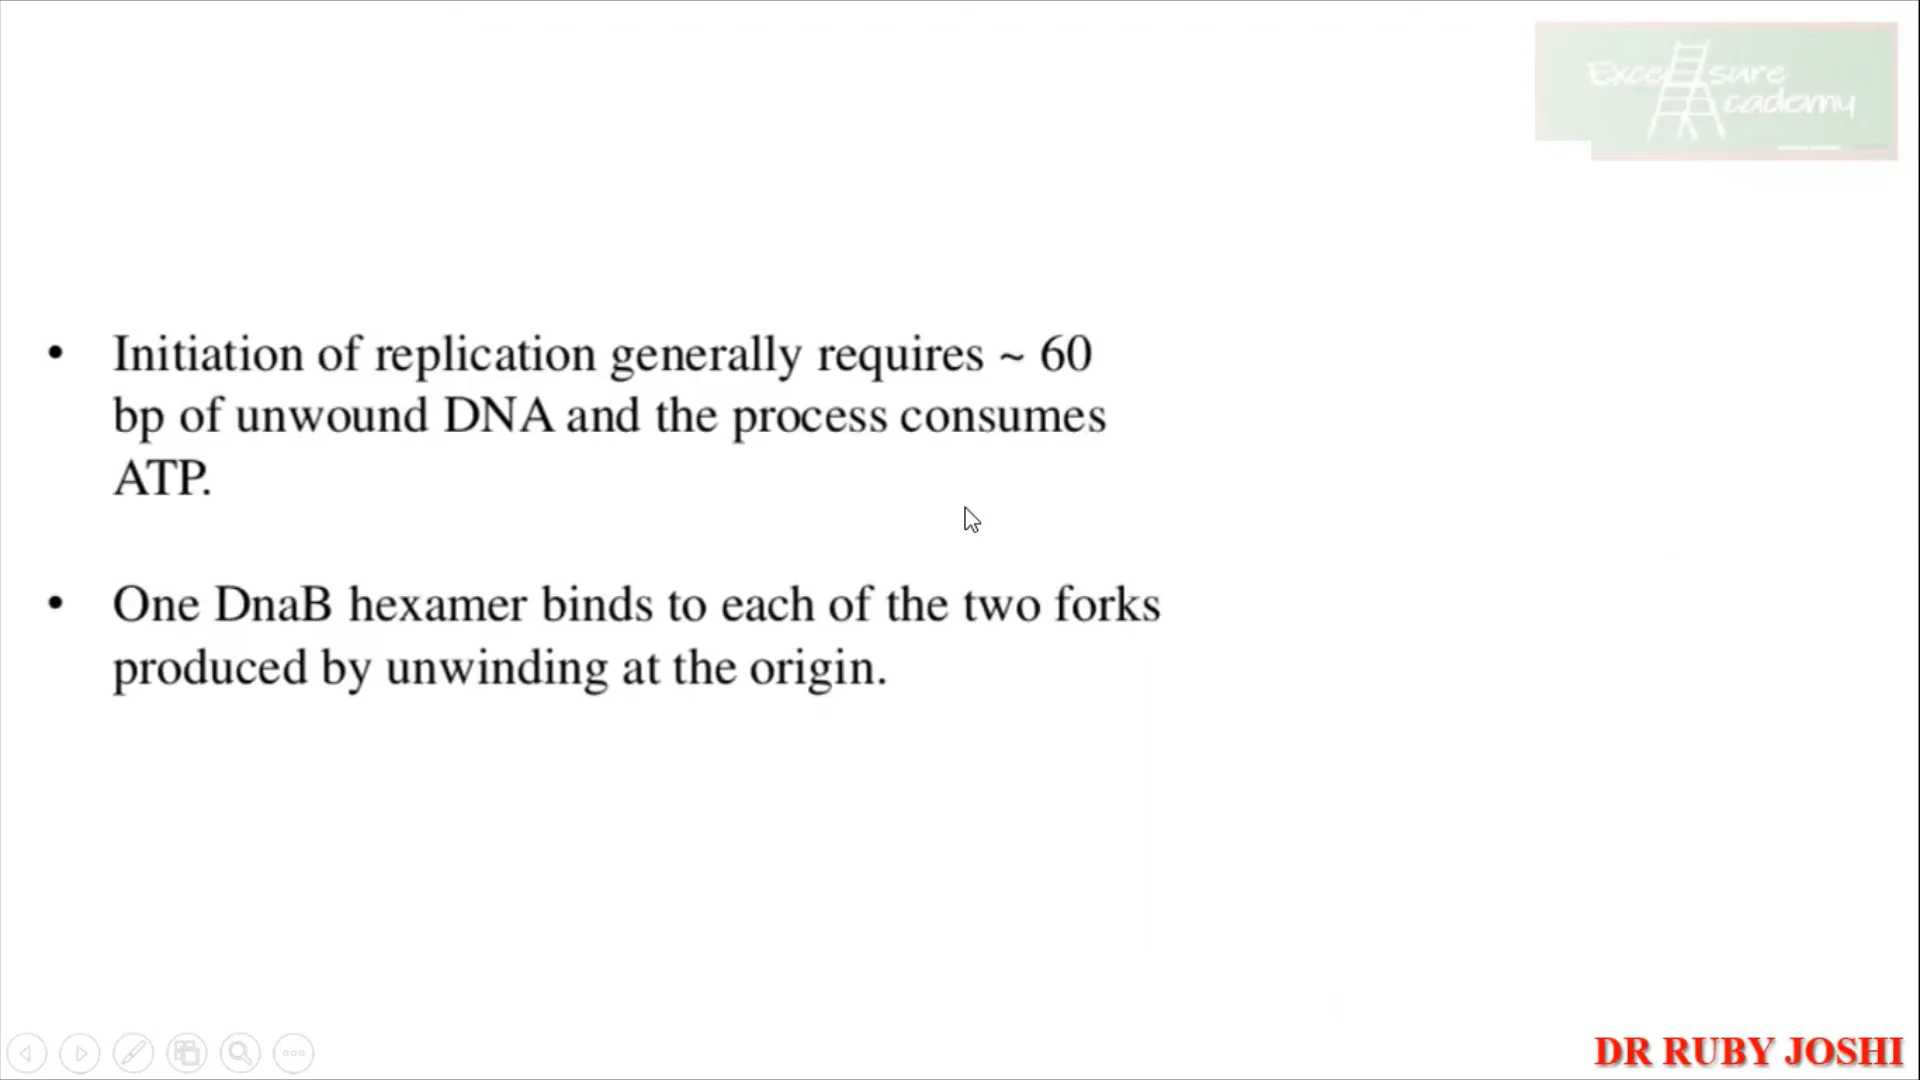 Excel sure
Academy
• Initiation of replication generally requires ~ 60
bp of unwound DNA and the process consumes
ATP.
• One DnaB hexamer binds to each of the two forks
produced by unwinding at the origin.
DR RUBY JOSHI